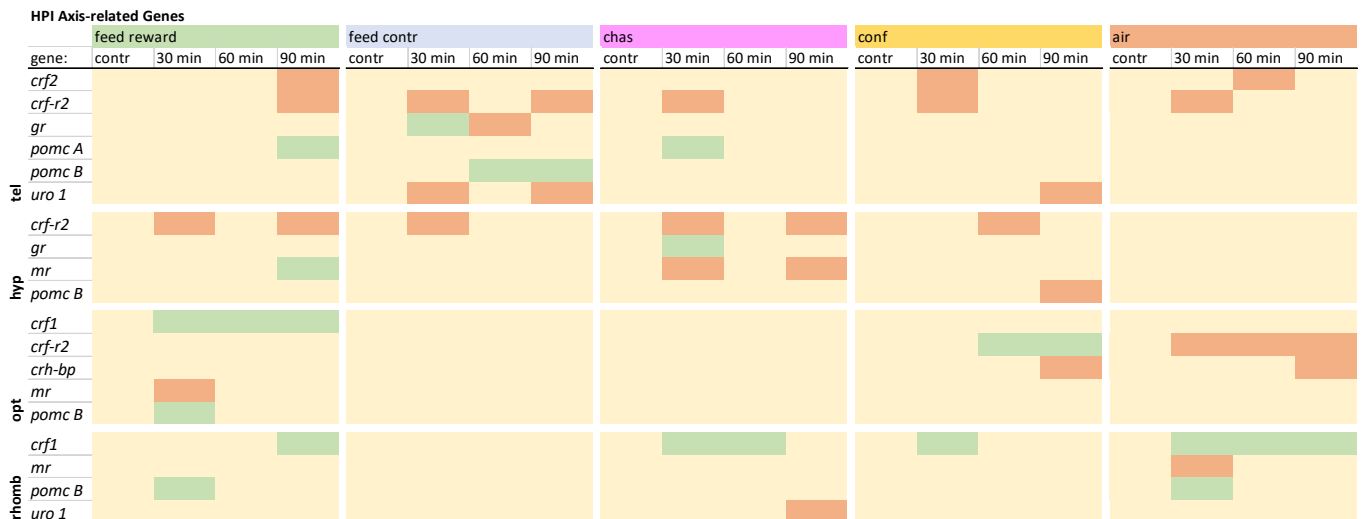 HPI Axis-related Genes
feed reward feed contr chas conf air
gene: contr 30 min 60 min 90 min contr 30 min 60 min 90 min contr 30 min 60 min 90 min contr 30 min 60 min 90 min contr 30 min 60 min 90 min
tel
crf2
crf-r2
gr
pomc A
pomc B
uro 1
hyp
crf-r2
gr
mr
pomc B
opt
crf1
crf-r2
crh-bp
mr
pomc B
rhomb
crf1
mr
pomc B
uro 1